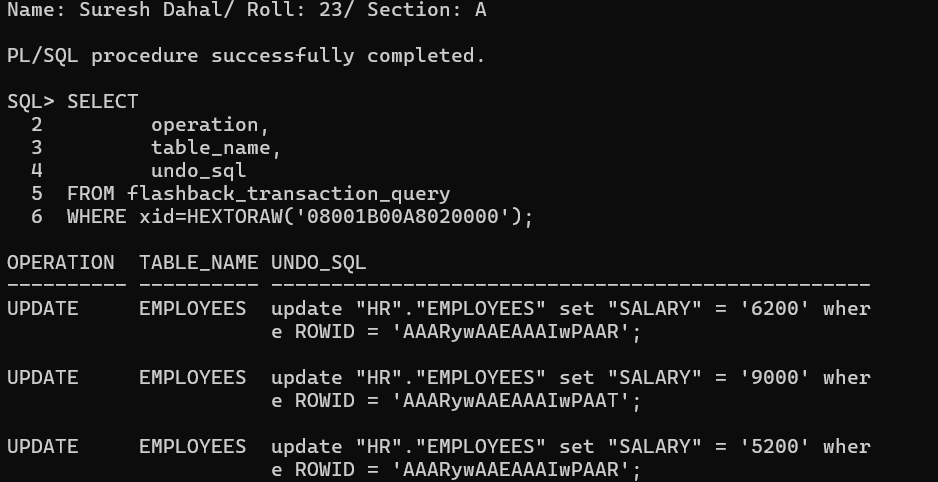 Name: Suresh Dahal/ Roll: 23/ Section: A
PL/SQL procedure successfully completed.
SQL> SELECT
  2         operation,
  3         table_name,
  4         undo_sql
  5  FROM flashback_transaction_query
  6  WHERE xid=HEXTORAW('08001B00A8020000');
OPERATION  TABLE_NAME UNDO_SQL
---------- ---------- --------------------------------------------------
UPDATE     EMPLOYEES  update "HR"."EMPLOYEES" set "SALARY" = '6200' wher
                      e ROWID = 'AAARywAAEAAAIwPAAR';
UPDATE     EMPLOYEES  update "HR"."EMPLOYEES" set "SALARY" = '9000' wher
                      e ROWID = 'AAARywAAEAAAIwPAAT';
UPDATE     EMPLOYEES  update "HR"."EMPLOYEES" set "SALARY" = '5200' wher
                      e ROWID = 'AAARywAAEAAAIwPAAR';